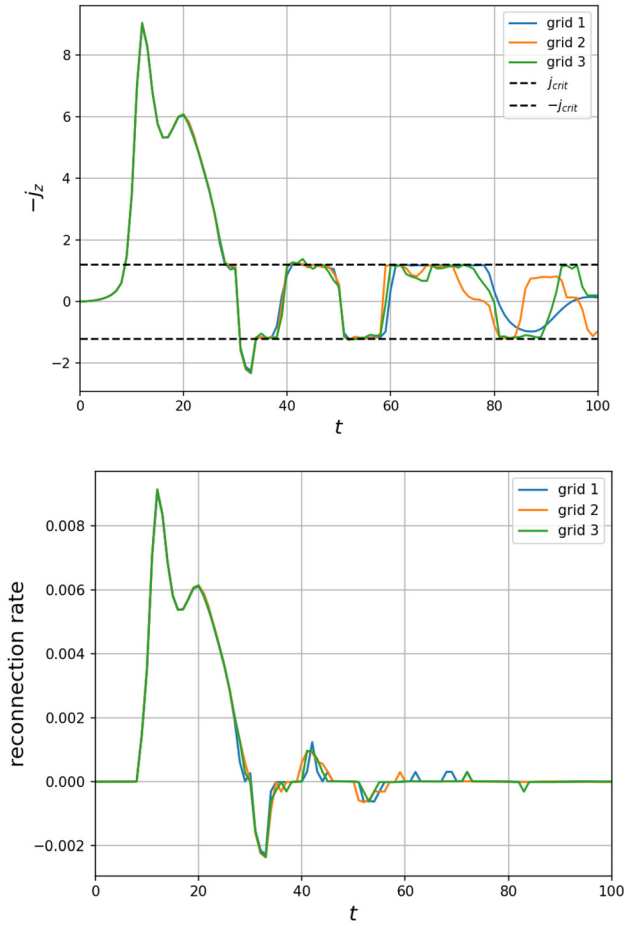 8
6
4
2
0
−2
−j_z
0
20
40
60
80
100
t
grid 1
grid 2
grid 3
j_crit
−j_crit
0.008
0.006
0.004
0.002
0.000
−0.002
reconnection rate
0
20
40
60
80
100
t
grid 1
grid 2
grid 3